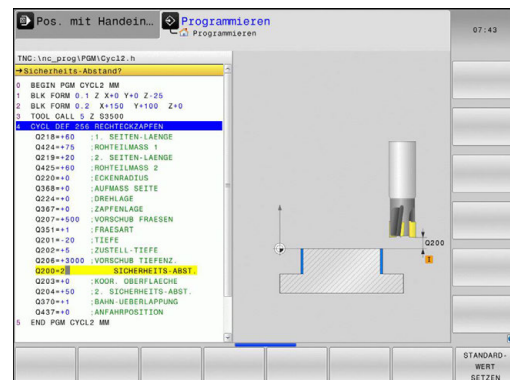 Pos. mit Handein…
Programmieren
Programmieren
07:43
TNC:\nc_prog\PGM\Cycl2.h
→Sicherheits-Abstand?
0 BEGIN PGM CYCL2 MM
1 BLK FORM 0.1 Z X+0 Y+0 Z-25
2 BLK FORM 0.2 X+150 Y+100 Z+0
3 TOOL CALL 5 Z S3500
4 CYCL DEF 256 RECHTECKZAPFEN
Q218=+60 ;1. SEITEN-LAENGE
Q424=+75 ;ROHTEILMASS 1
Q219=+20 ;2. SEITEN-LAENGE
Q425=+60 ;ROHTEILMASS 2
Q220=+0 ;ECKENRADIUS
Q368=+0 ;AUFMASS SEITE
Q224=+0 ;DREHLAGE
Q367=+0 ;ZAPFENLAGE
Q207=+500 ;VORSCHUB FRAESEN
Q351=+1 ;FRAESART
Q201=-20 ;TIEFE
Q202=+5 ;ZUSTELL-TIEFE
Q206=+3000 ;VORSCHUB TIEFENZ.
Q200=2 SICHERHEITS-ABST.
Q203=+0 ;KOOR. OBERFLAECHE
Q204=+50 ;2. SICHERHEITS-ABST.
Q370=+1 ;BAHN-UEBERLAPPUNG
Q437=+0 ;ANFAHRPOSITION
5 END PGM CYCL2 MM
Q200
I
STANDARD-
WERT
SETZEN